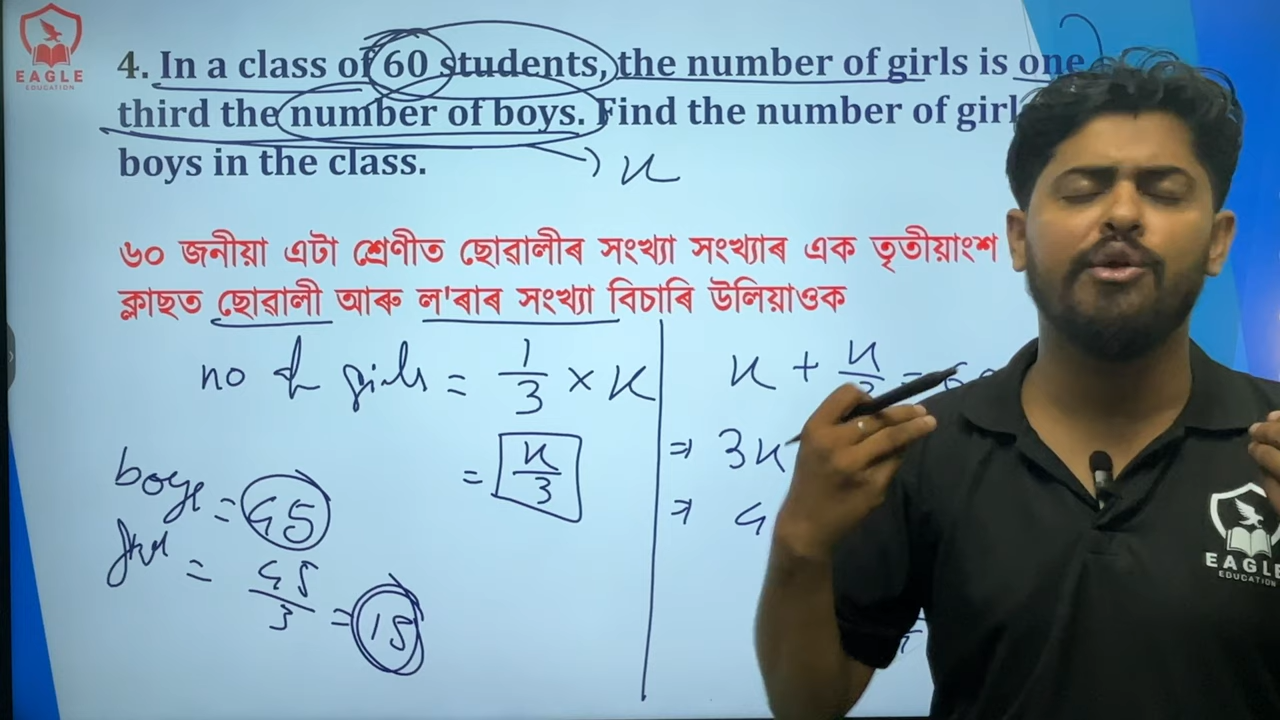 EAGLE
EDUCATION
4. In a class of 60 students, the number of girls is one
third the number of boys. Find the number of girl
boys in the class.
x
৬০ জনীয়া এটা শ্ৰেণীত ছোৱালীৰ সংখ্যা সংখ্যাৰ এক তৃতীয়াংশ
ক্লাছত ছোৱালী আৰু ল'ৰাৰ সংখ্যা বিচাৰি উলিয়াওক
no of girls = 1/3 × x
= x/3
boys = 45
= 45/3 = 15
x + x/3 = 60
⇒ 3x
⇒ 4
EAGLE
EDUCATION